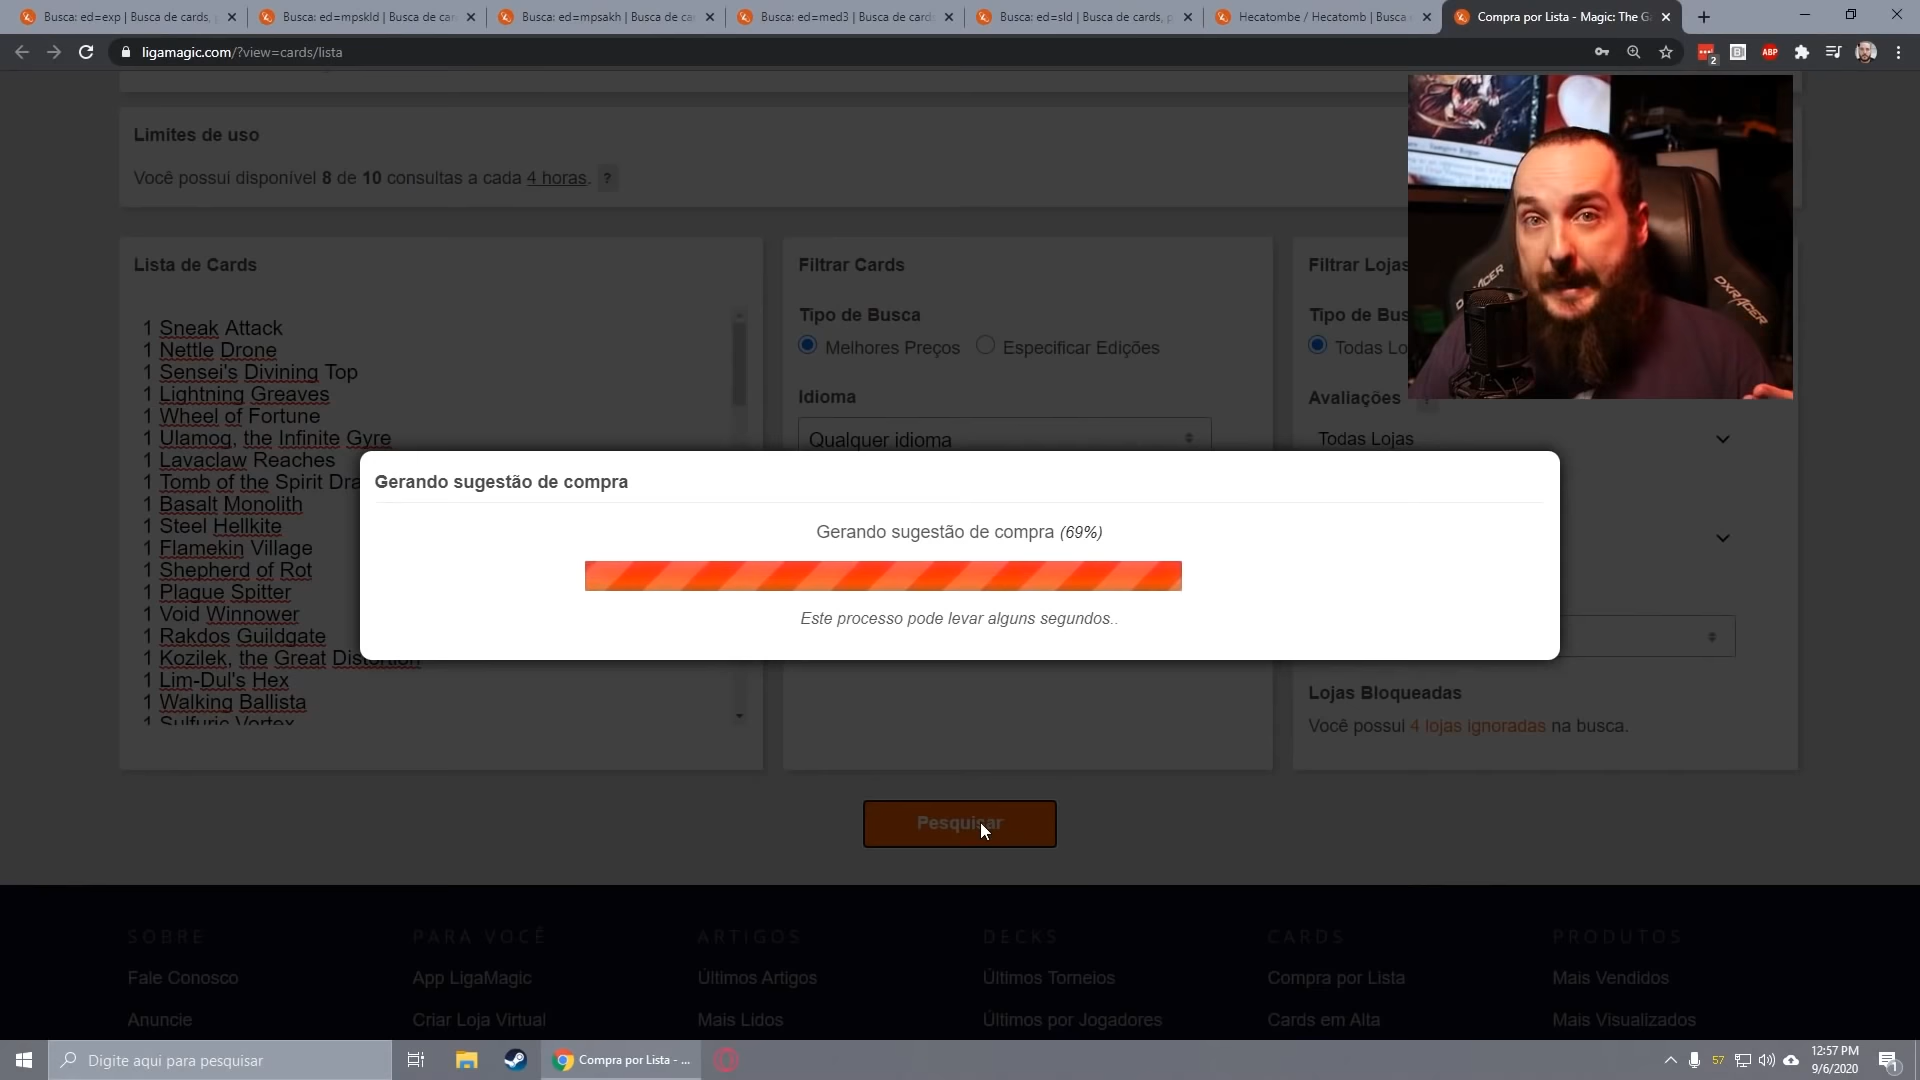 Busca: ed=exp | Busca de cards,
Busca: ed=mpskld | Busca de car
Busca: ed=mpsakh | Busca de ca
Busca: ed=med3 | Busca de cards
Busca: ed=sld | Busca de cards, p
Hecatombe / Hecatomb | Busca
Compra por Lista - Magic: The G
ligamagic.com/?view=cards/lista
2
ABP
Limites de uso
Você possui disponível 8 de 10 consultas a cada 4 horas. ?
Lista de Cards
1 Sneak Attack
1 Nettle Drone
1 Sensei's Divining Top
1 Lightning Greaves
1 Wheel of Fortune
1 Ulamog, the Infinite Gyre
1 Lavaclaw Reaches
1 Tomb of the Spirit Dra
1 Basalt Monolith
1 Steel Hellkite
1 Flamekin Village
1 Shepherd of Rot
1 Plague Spitter
1 Void Winnower
1 Rakdos Guildgate
1 Kozilek, the Great Distortion
1 Lim-Dul's Hex
1 Walking Ballista
1 Sulfuric Vortex
Filtrar Cards
Tipo de Busca
Melhores Preços
Especificar Edições
Idioma
Qualquer idioma
Filtrar Lojas
Tipo de Bus
Todas Lo
Avaliações
Todas Lojas
DXRACER
Gerando sugestão de compra
Gerando sugestão de compra (69%)
Este processo pode levar alguns segundos..
Lojas Bloqueadas
Você possui 4 lojas ignoradas na busca.
Pesquisar
SOBRE
Fale Conosco
Anuncie
PARA VOCÊ
App LigaMagic
Criar Loja Virtual
ARTIGOS
Últimos Artigos
Mais Lidos
DECKS
Últimos Torneios
Últimos por Jogadores
CARDS
Compra por Lista
Cards em Alta
PRODUTOS
Mais Vendidos
Mais Visualizados
Digite aqui para pesquisar
Compra por Lista - ...
57
12:57 PM
9/6/2020
1